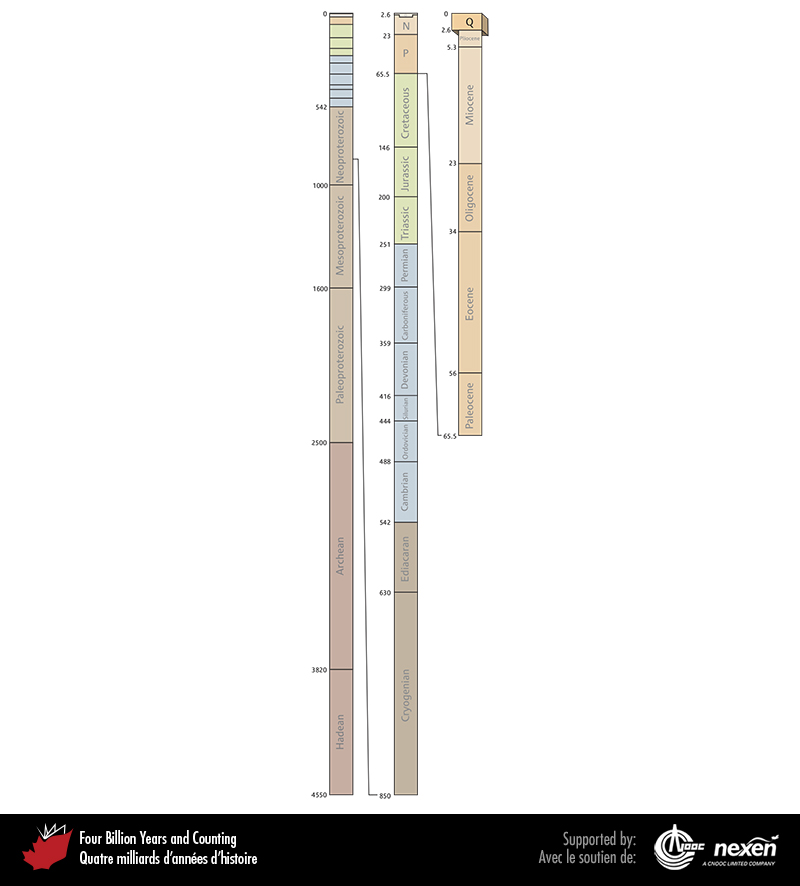 0
542
Neoproterozoic
1000
Mesoproterozoic
1600
Paleoproterozoic
2500
Archean
3820
Hadean
4550
2.6
N
23
P
65.5
Cretaceous
146
Jurassic
200
Triassic
251
Permian
299
Carboniferous
359
Devonian
416
Silurian
444
Ordovician
488
Cambrian
542
Ediacaran
630
Cryogenian
850
0
Q
2.6
Pliocene
5.3
Miocene
23
Oligocene
34
Eocene
56
Paleocene
65.5
Four Billion Years and Counting
Quatre milliards d'années d'histoire
Supported by:
Avec le soutien de:
CNOOC
nexen
A CNOOC LIMITED COMPANY